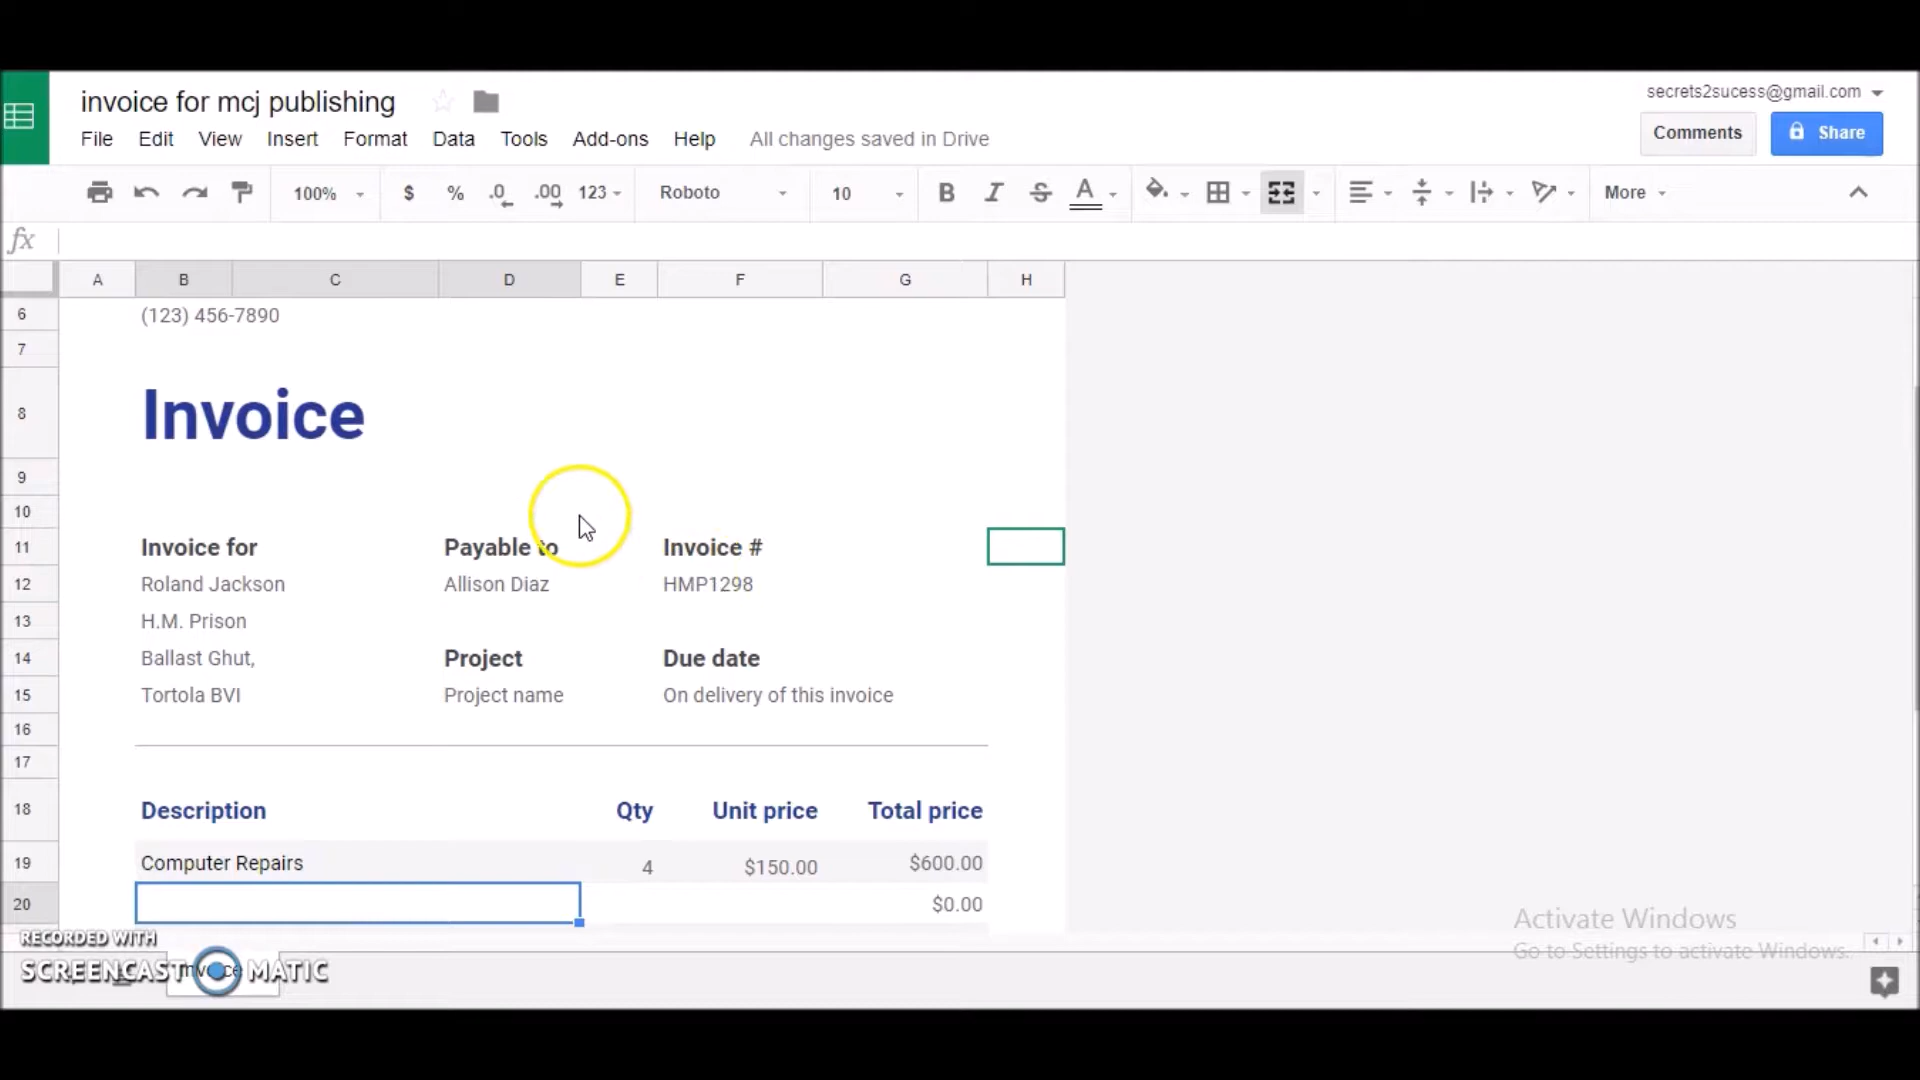 invoice for mcj publishing
secrets2sucess@gmail.com
File Edit View Insert Format Data Tools Add-ons Help All changes saved in Drive
Comments Share
100% $ % .0 .00 123 Roboto 10 B I S A More
fx
A B C D E F G H
6 (123) 456-7890
7
8 Invoice
9
10
11 Invoice for Payable to Invoice #
12 Roland Jackson Allison Diaz HMP1298
13 H.M. Prison
14 Ballast Ghut, Project Due date
15 Tortola BVI Project name On delivery of this invoice
16
17
18 Description Qty Unit price Total price
19 Computer Repairs 4 $150.00 $600.00
20 $0.00
Activate Windows
Go to Settings to activate Windows.
RECORDED WITH
SCREENCAST MATIC